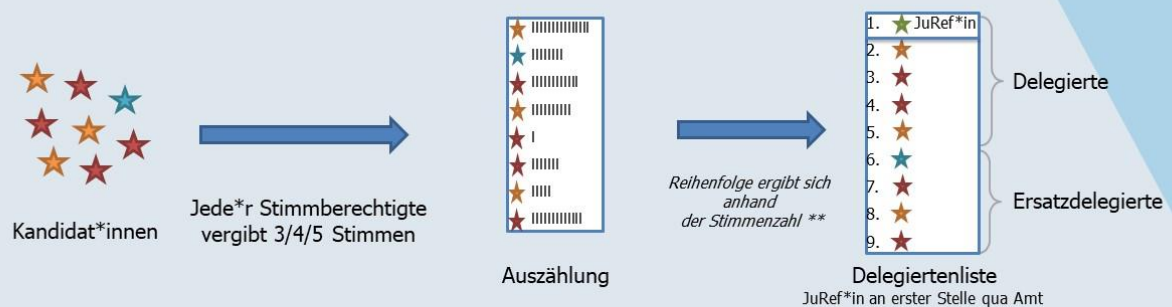 Kandidat*innen
Jede*r Stimmberechtigte
vergibt 3/4/5 Stimmen
Auszählung
Reihenfolge ergibt sich
anhand
der Stimmenzahl **
1. JuRef*in
2.
3.
4.
5.
6.
7.
8.
9.
Delegierte
Ersatzdelegierte
Delegiertenliste
JuRef*in an erster Stelle qua Amt